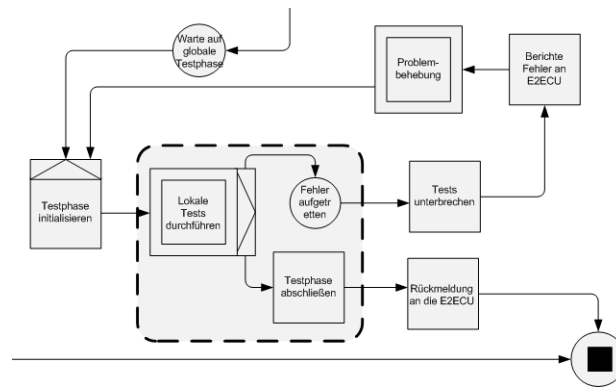 Warte auf
globale
Testphase
Problem-
behebung
Berichte
Fehler an
E2ECU
Testphase
initialisieren
Lokale
Tests
durchführen
Fehler
aufgetr
etten
Tests
unterbrechen
Testphase
abschließen
Rückmeldung
an die E2ECU